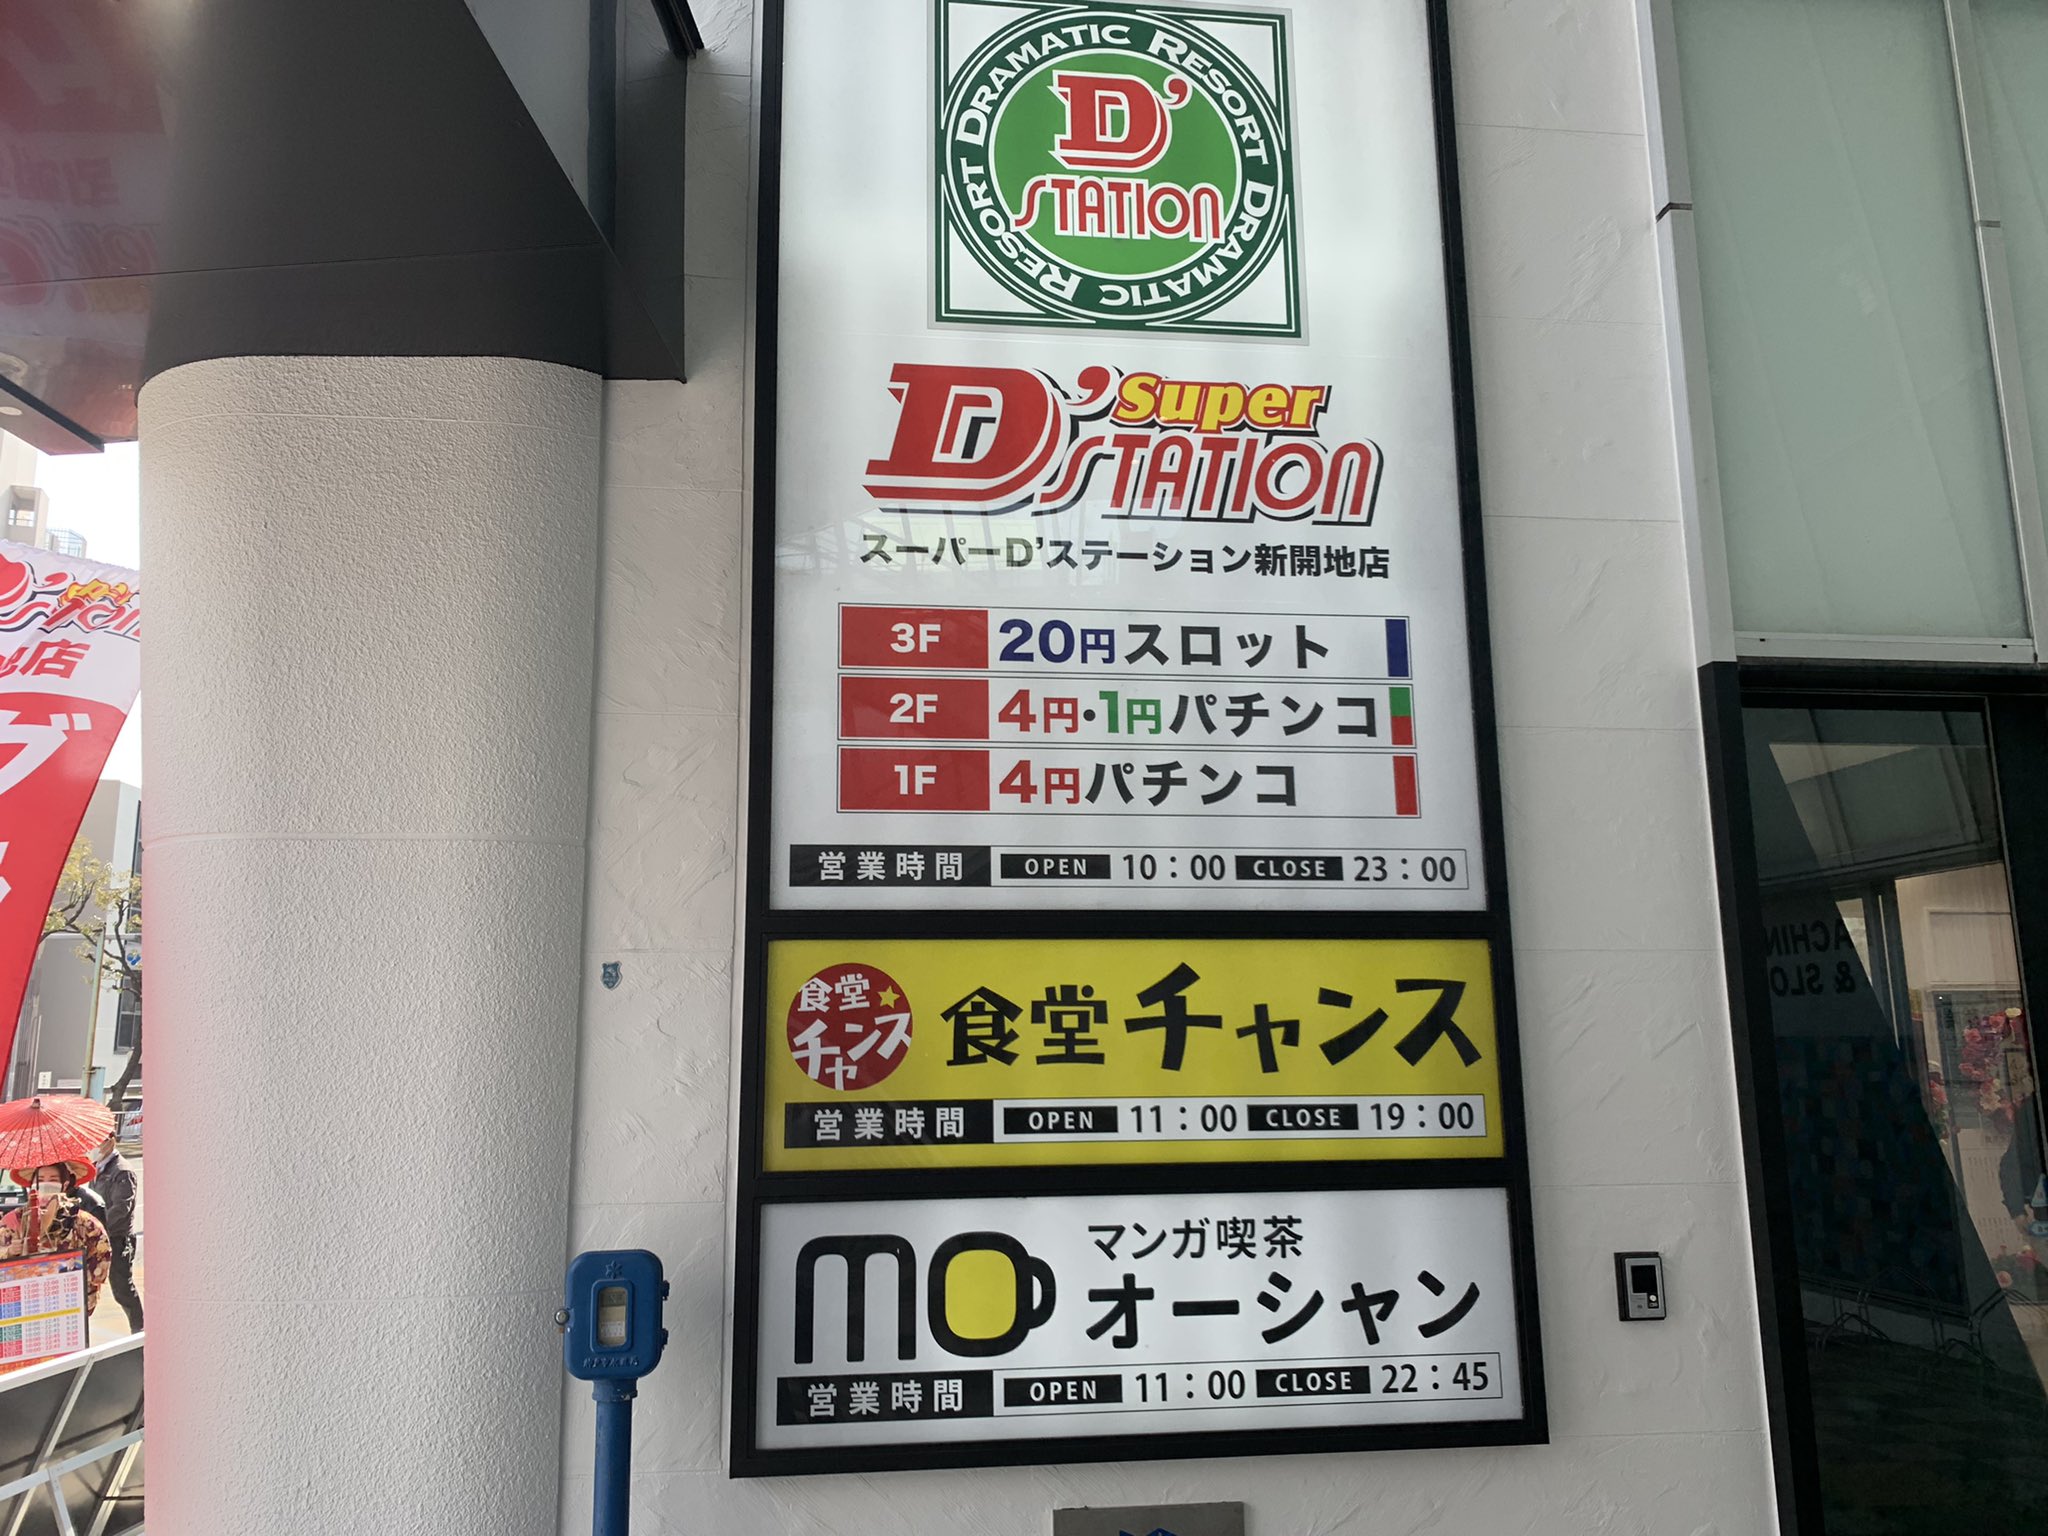 DRAMATIC RESORT DRAMATIC RESORT
D'
STATION
D'
Super
STATION
スーパーD'ステーション新開地店
3F 20円スロット
2F 4円・1円パチンコ
1F 4円パチンコ
営業時間 OPEN 10：00 CLOSE 23：00
食堂
チャンス
食堂チャンス
営業時間 OPEN 11：00 CLOSE 19：00
mo
マンガ喫茶
オーシャン
営業時間 OPEN 11：00 CLOSE 22：45
店
& SLO